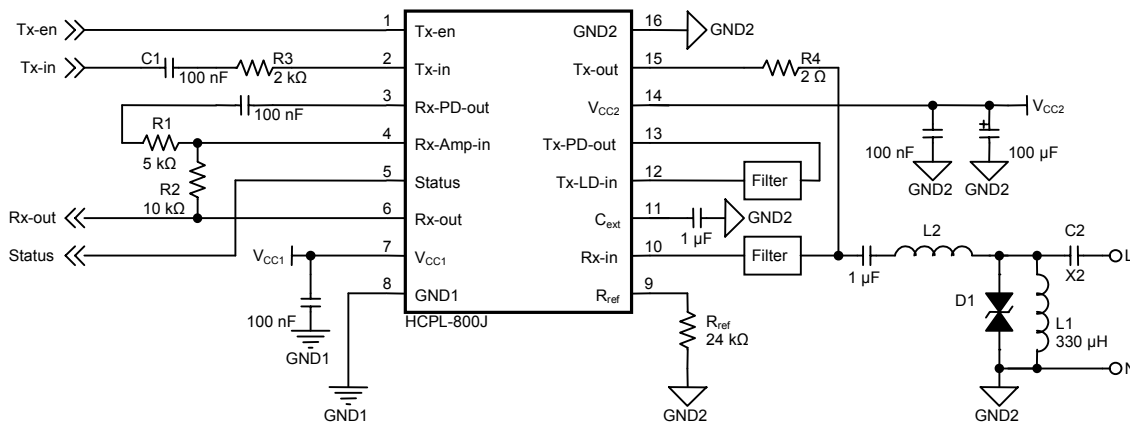 Tx-en
1
Tx-en
GND2
16
GND2
Tx-in
C1
100 nF
R3
2 kΩ
2
Tx-in
Tx-out
15
R4
2 Ω
100 nF
3
Rx-PD-out
VCC2
14
VCC2
R1
5 kΩ
4
Rx-Amp-in
Tx-PD-out
13
100 nF
100 µF
+
GND2
GND2
R2
10 kΩ
5
Status
Tx-LD-in
12
Filter
Rx-out
6
Rx-out
Cext
11
1 µF
GND2
Status
VCC1
7
VCC1
Rx-in
10
Filter
1 µF
L2
C2
X2
L
100 nF
GND1
8
GND1
Rref
9
HCPL-800J
Rref
24 kΩ
D1
L1
330 µH
N
GND1
GND2
GND2